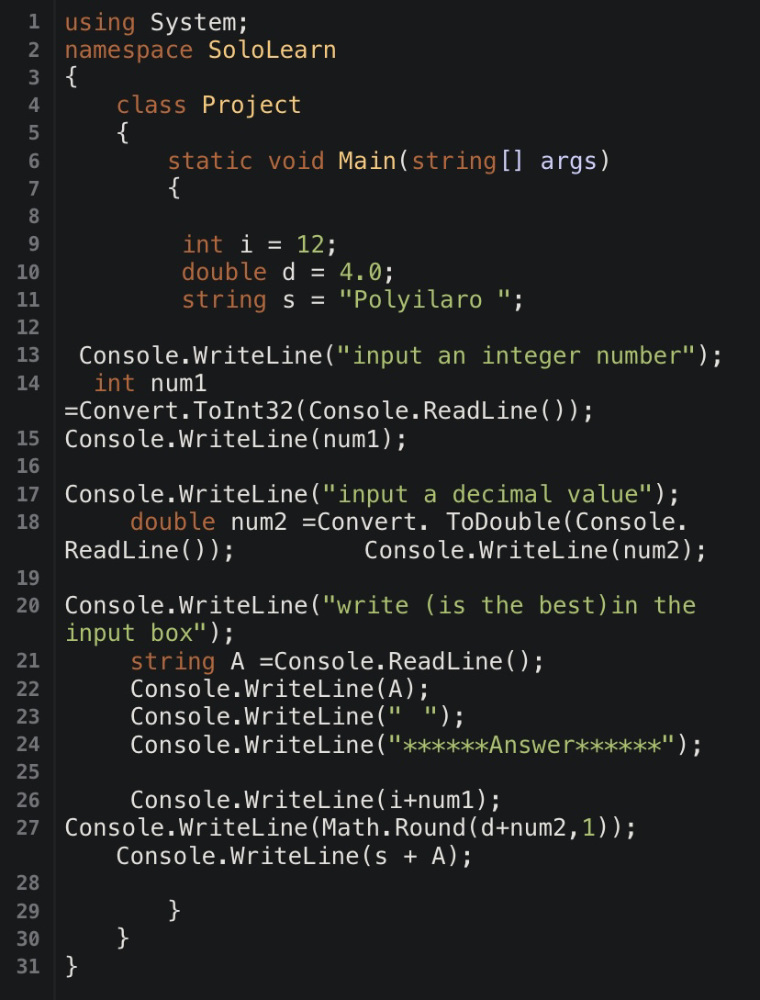 1 using System;
2 namespace SoloLearn
3 {
4 class Project
5 {
6 static void Main(string[] args)
7 {
8
9 int i = 12;
10 double d = 4.0;
11 string s = "Polyilaro ";
12
13 Console.WriteLine("input an integer number");
14 int num1
=Convert.ToInt32(Console.ReadLine());
15 Console.WriteLine(num1);
16
17 Console.WriteLine("input a decimal value");
18 double num2 =Convert. ToDouble(Console.
ReadLine()); Console.WriteLine(num2);
19
20 Console.WriteLine("write (is the best)in the
input box");
21 string A =Console.ReadLine();
22 Console.WriteLine(A);
23 Console.WriteLine("  ");
24 Console.WriteLine("******Answer******");
25
26 Console.WriteLine(i+num1);
27 Console.WriteLine(Math.Round(d+num2,1));
Console.WriteLine(s + A);
28
29 }
30 }
31 }